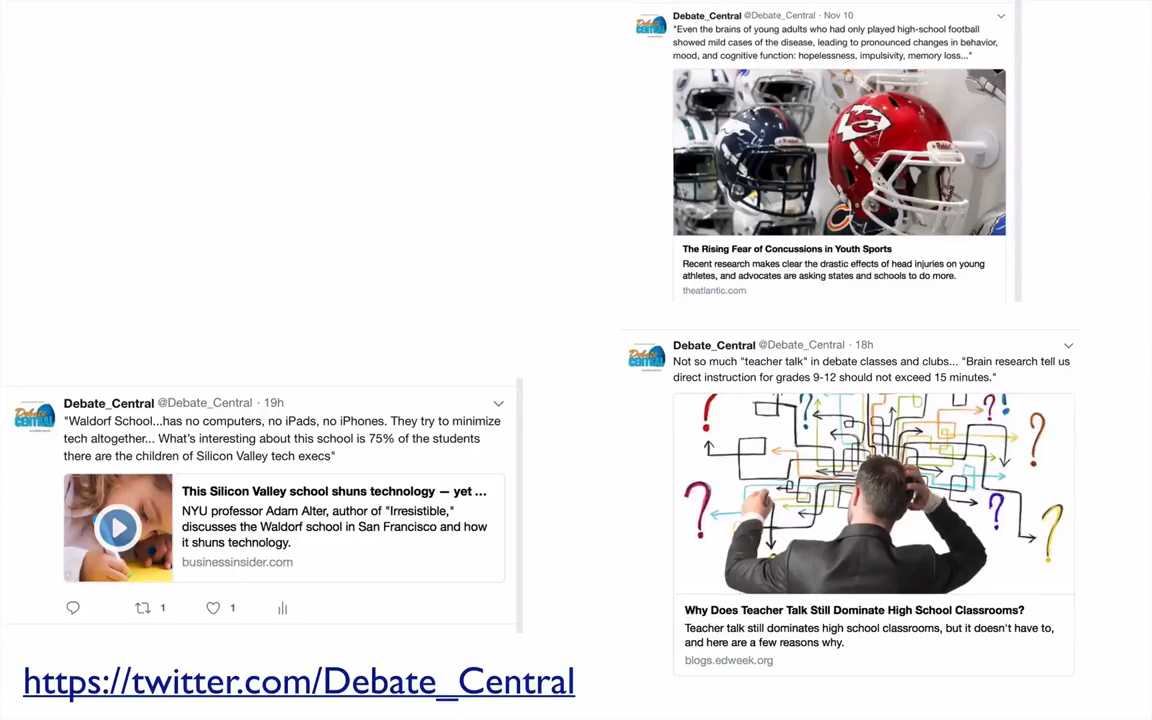 Debate_Central @Debate_Central · Nov 10
"Even the brains of young adults who had only played high-school football
showed mild cases of the disease, leading to pronounced changes in behavior,
mood, and cognitive function: hopelessness, impulsivity, memory loss..."
Riddell
The Rising Fear of Concussions in Youth Sports
Recent research makes clear the drastic effects of head injuries on young
athletes, and advocates are asking states and schools to do more.
theatlantic.com
Debate_Central @Debate_Central · 18h
Not so much "teacher talk" in debate classes and clubs... "Brain research tell us
direct instruction for grades 9-12 should not exceed 15 minutes."
Why Does Teacher Talk Still Dominate High School Classrooms?
Teacher talk still dominates high school classrooms, but it doesn't have to,
and here are a few reasons why.
blogs.edweek.org
Debate_Central @Debate_Central · 19h
"Waldorf School...has no computers, no iPads, no iPhones. They try to minimize
tech altogether... What's interesting about this school is 75% of the students
there are the children of Silicon Valley tech execs"
This Silicon Valley school shuns technology — yet ...
NYU professor Adam Alter, author of "Irresistible,"
discusses the Waldorf school in San Francisco and how
it shuns technology.
businessinsider.com
1 1
https://twitter.com/Debate_Central